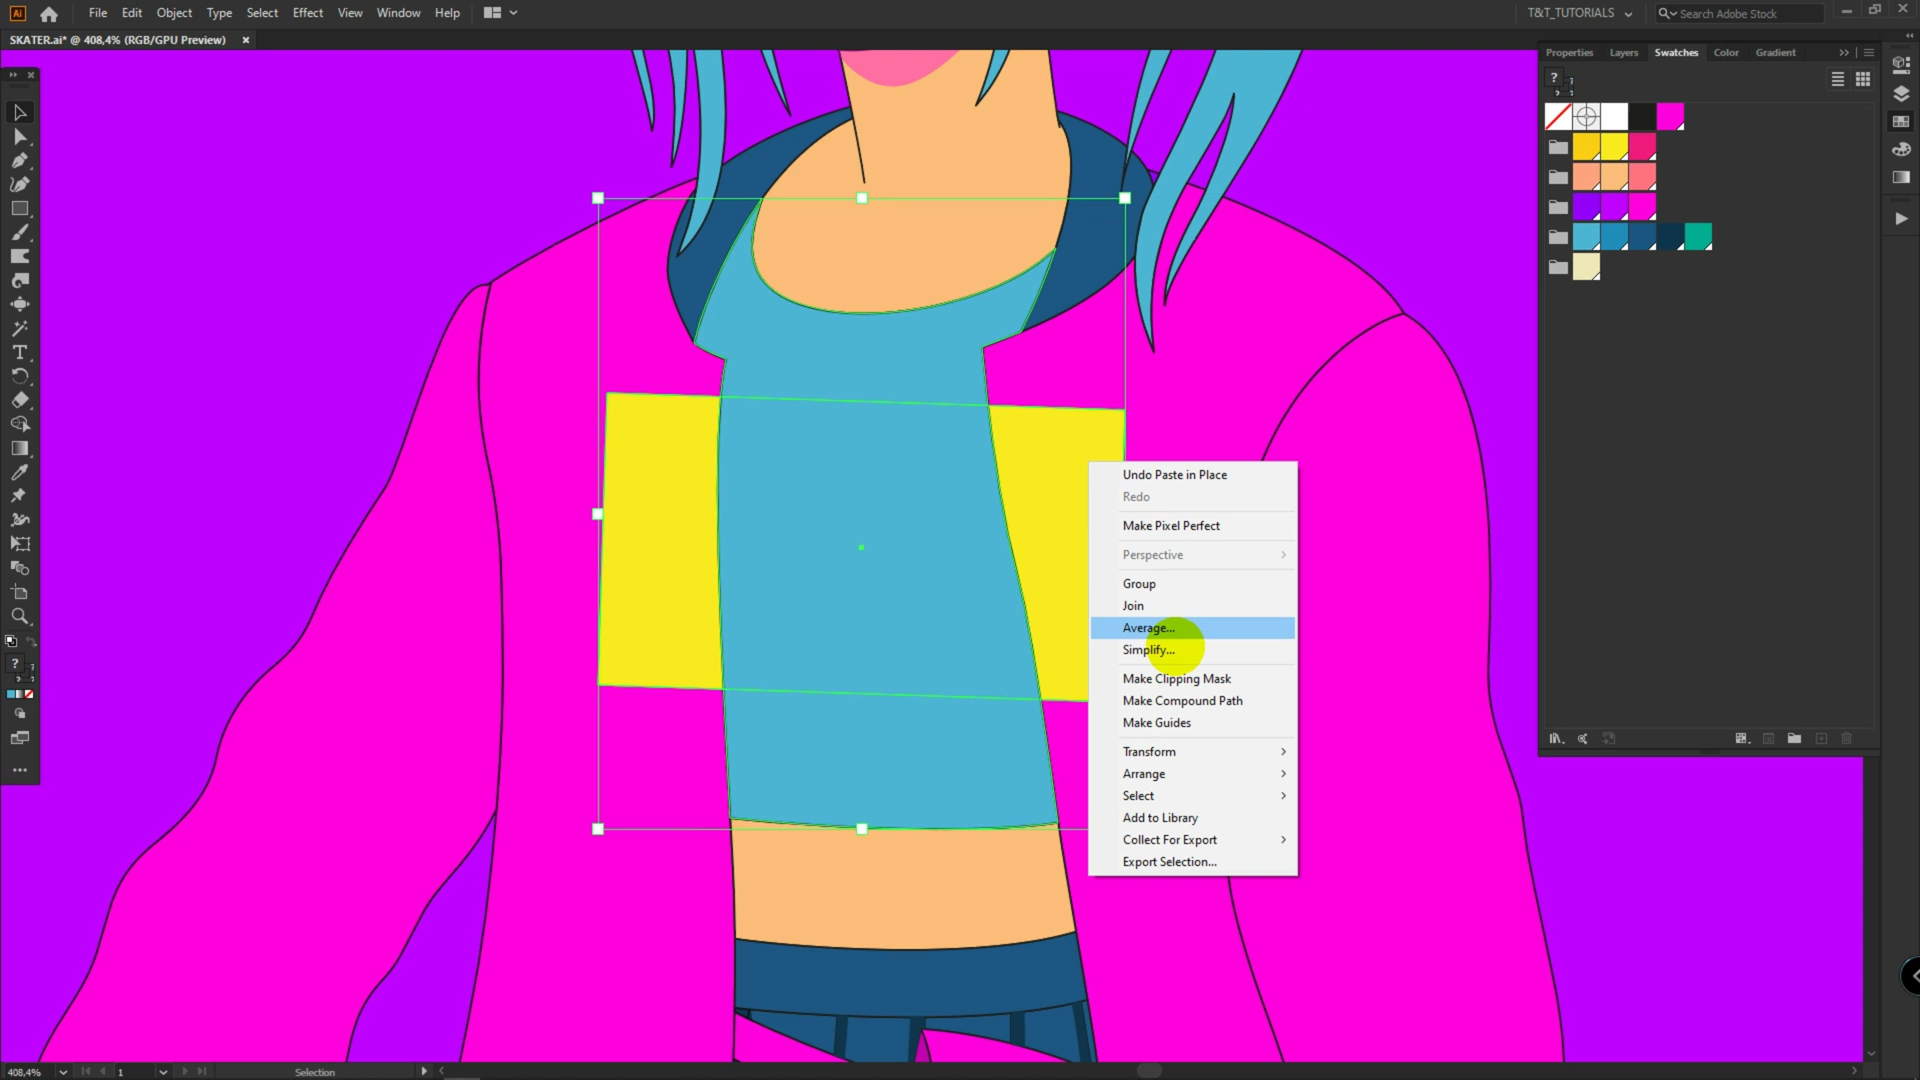 Ai File Edit Object Type Select Effect View Window Help T&T_TUTORIALS Search Adobe Stock
SKATER.ai* @ 408,4% (RGB/GPU Preview) ×
Properties Layers Swatches Color Gradient
?
Undo Paste in Place
Redo
Make Pixel Perfect
Perspective
Group
Join
Average...
Simplify...
Make Clipping Mask
Make Compound Path
Make Guides
Transform
Arrange
Select
Add to Library
Collect For Export
Export Selection...
?
408,4% 1 Selection